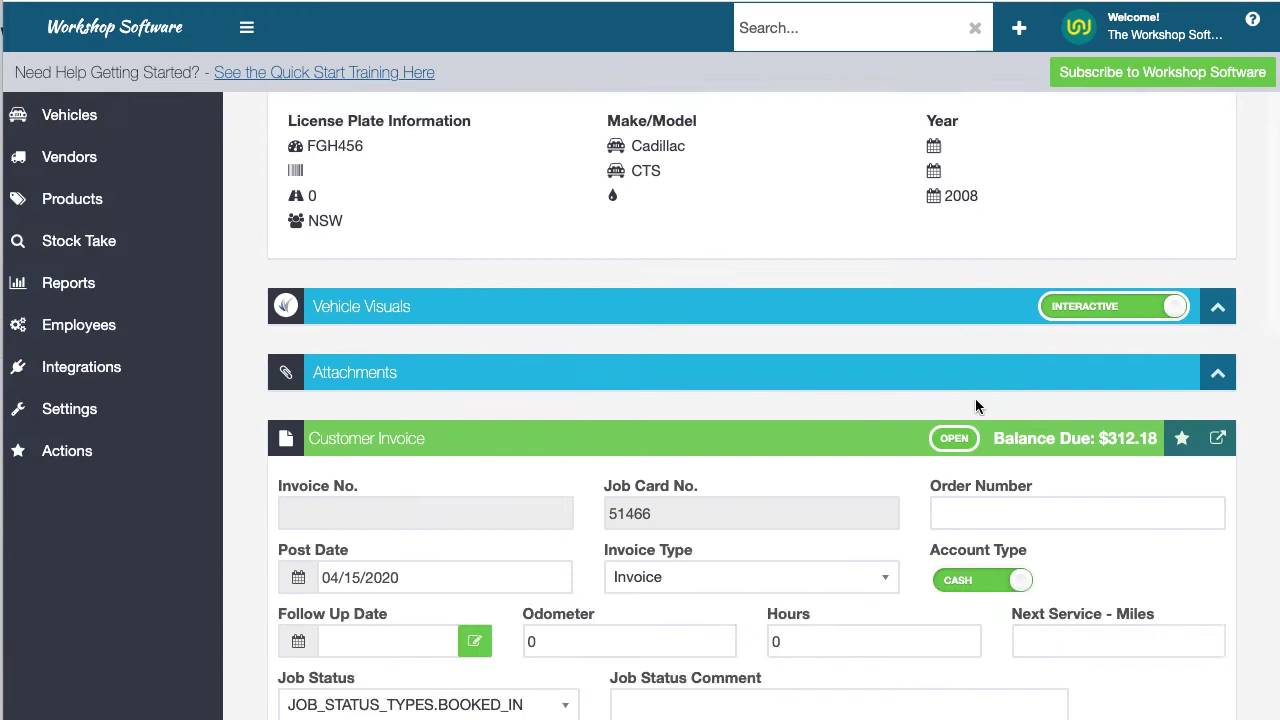 Workshop Software
Search...
Welcome!
The Workshop Soft...
Need Help Getting Started? - See the Quick Start Training Here
Subscribe to Workshop Software
Vehicles
Vendors
Products
Stock Take
Reports
Employees
Integrations
Settings
Actions
License Plate Information
Make/Model
Year
FGH456
Cadillac
CTS
0
2008
NSW
Vehicle Visuals
INTERACTIVE
Attachments
Customer Invoice
OPEN
Balance Due: $312.18
Invoice No.
Job Card No.
Order Number
51466
Post Date
Invoice Type
Account Type
04/15/2020
Invoice
CASH
Follow Up Date
Odometer
Hours
Next Service - Miles
0
0
Job Status
Job Status Comment
JOB_STATUS_TYPES.BOOKED_IN